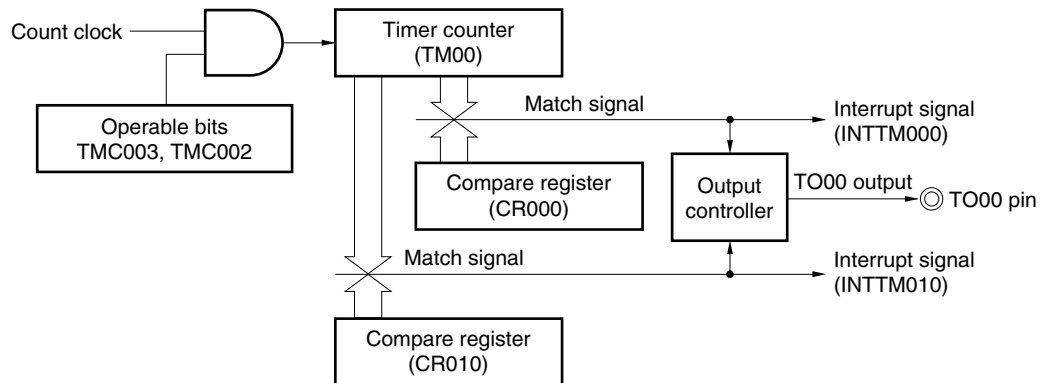 Count clock
Timer counter
(TM00)
Operable bits
TMC003, TMC002
Match signal
Interrupt signal
(INTTM000)
Compare register
(CR000)
Output
controller
TO00 output
TO00 pin
Match signal
Interrupt signal
(INTTM010)
Compare register
(CR010)